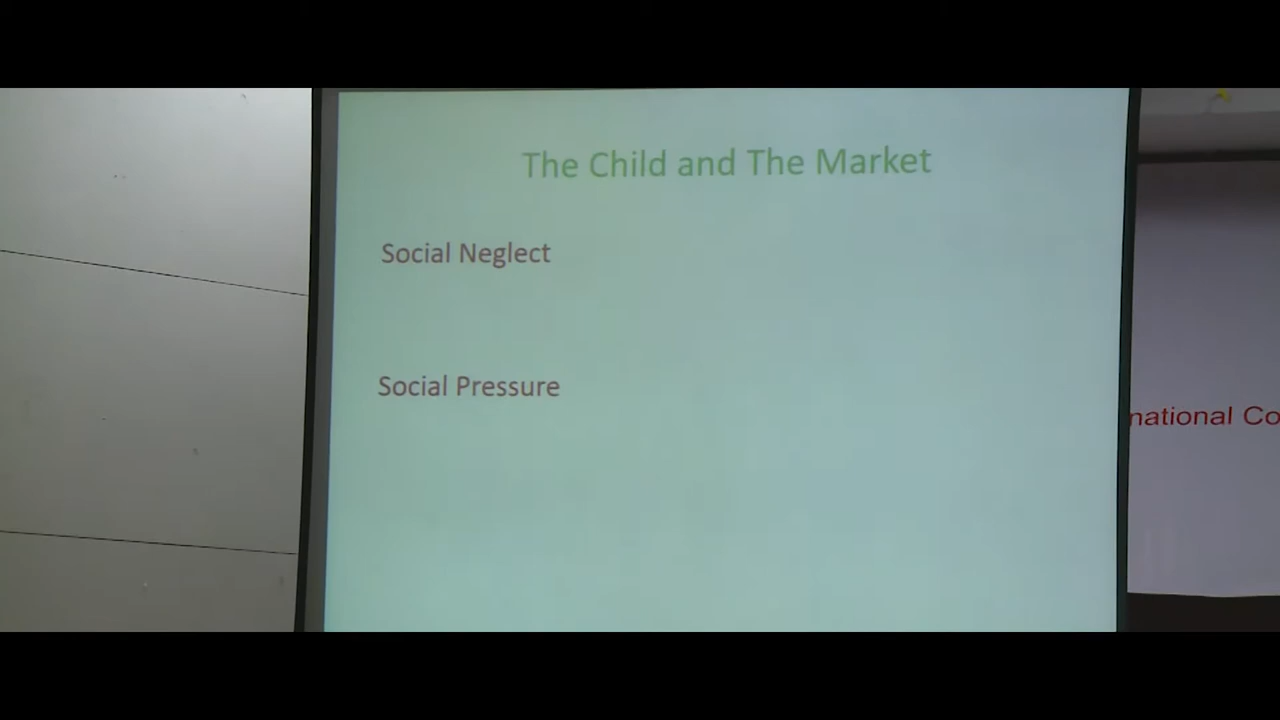 The Child and The Market
Social Neglect
Social Pressure
national Co